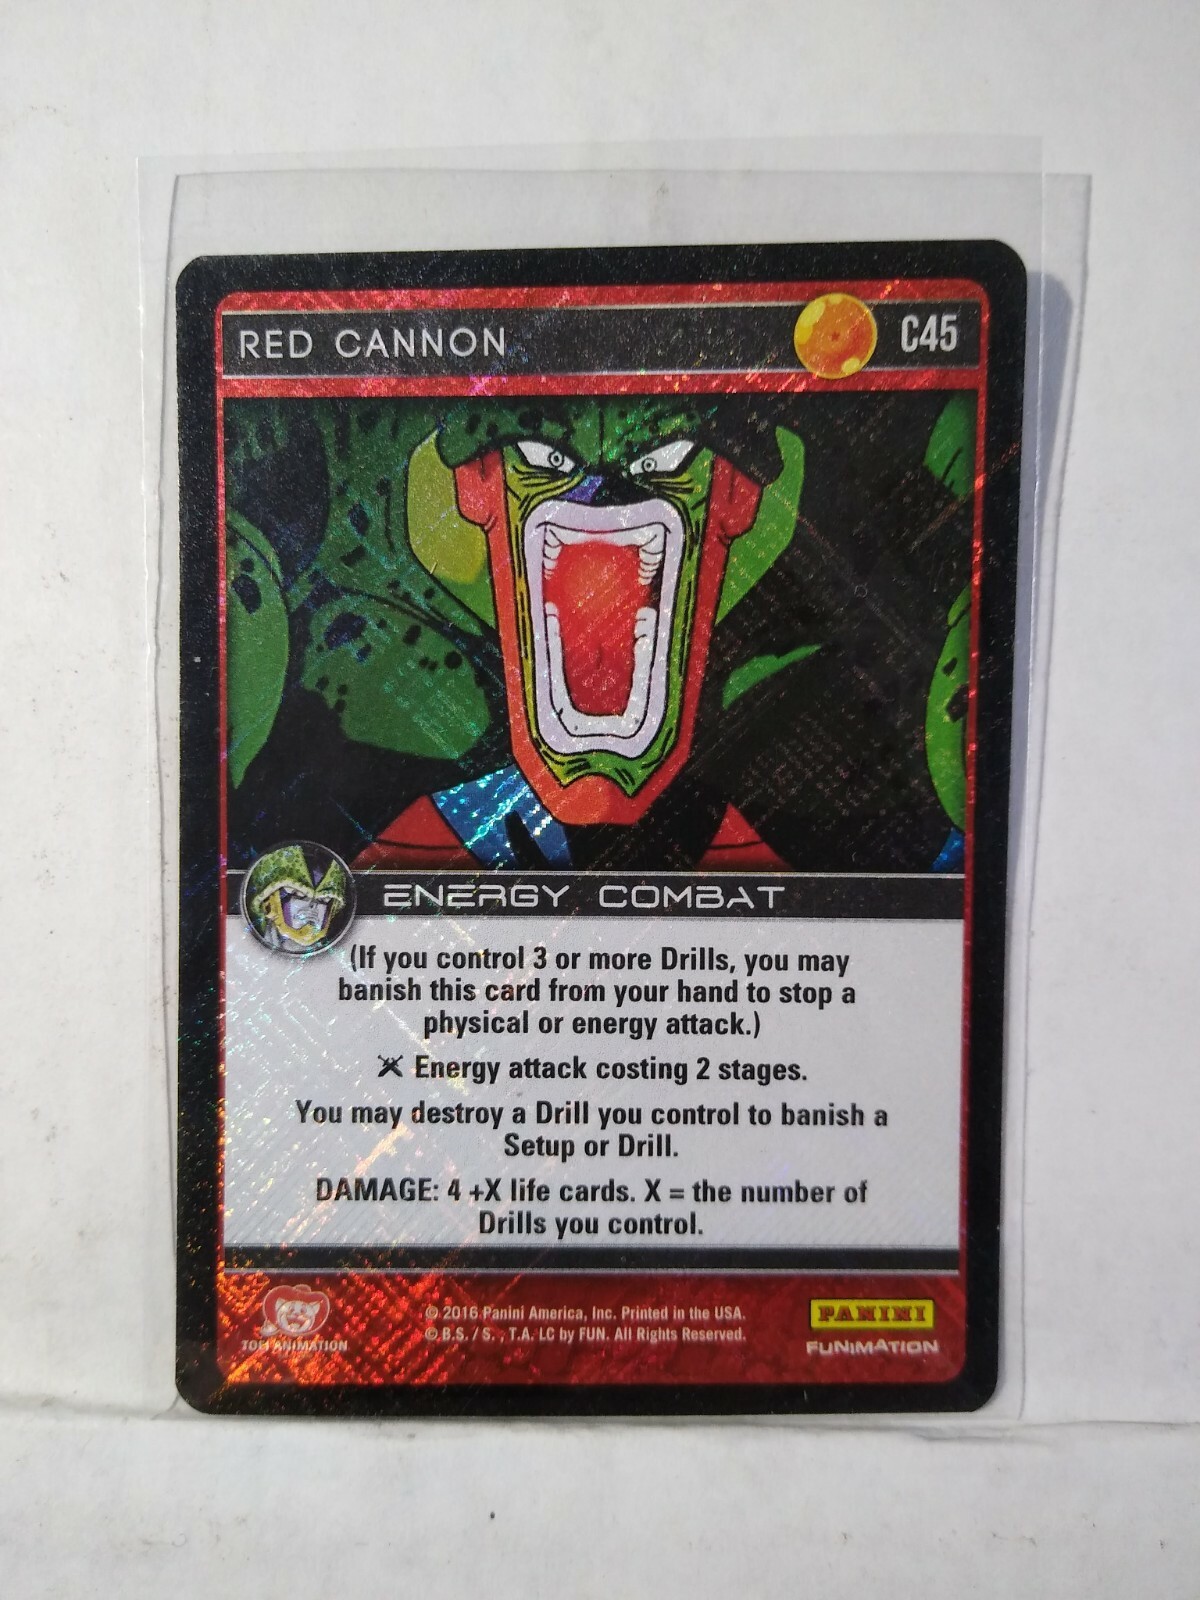 RED CANNON
C45
ENERGY COMBAT
(If you control 3 or more Drills, you may
banish this card from your hand to stop a
physical or energy attack.)
Energy attack costing 2 stages.
You may destroy a Drill you control to banish a
Setup or Drill.
DAMAGE: 4 +X life cards. X = the number of
Drills you control.
TOEI ANIMATION
© 2016 Panini America, Inc. Printed in the USA.
© B.S. / S. , T.A. LC by FUN. All Rights Reserved.
PANINI
FUNIMATION